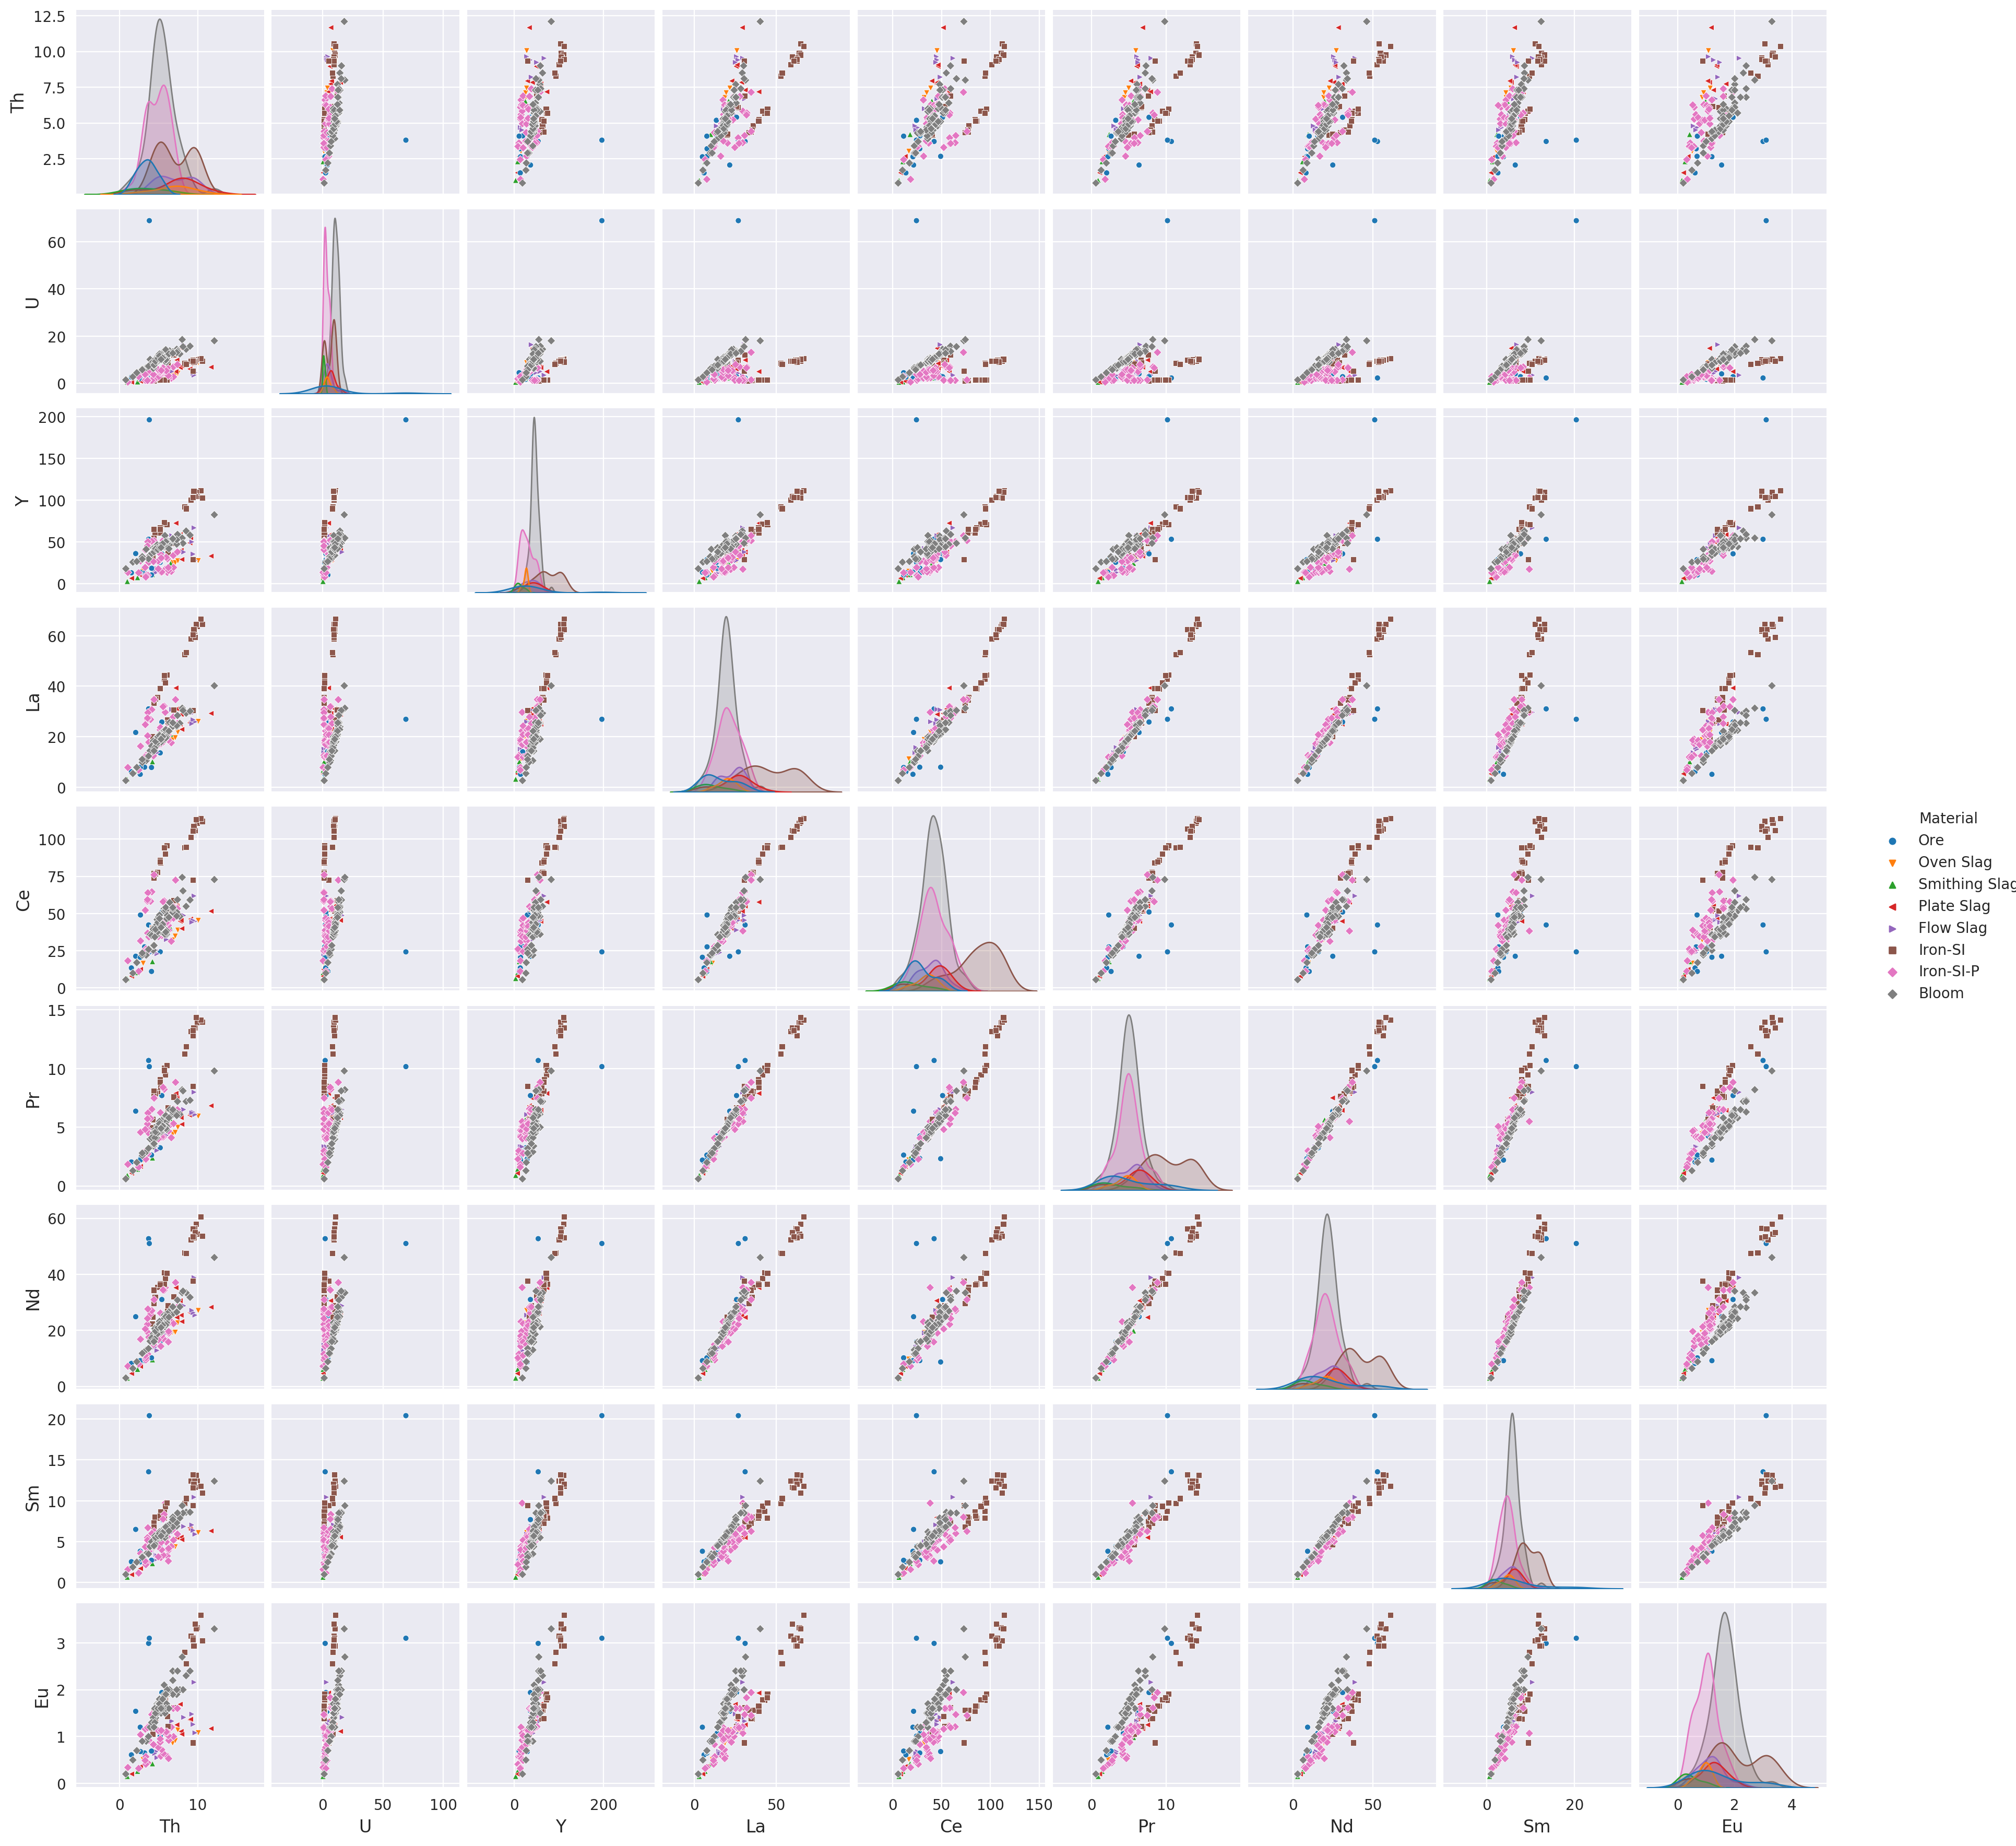 12.5
10.0
7.5
5.0
2.5
Th
60
40
20
0
U
200
150
100
50
0
Y
60
40
20
0
La
100
75
50
25
0
Ce
15
10
5
0
Pr
60
40
20
0
Nd
20
15
10
5
0
Sm
3
2
1
0
Eu
0 10 0 50 100 0 200 0 50 0 50 100 150 0 10 0 50 0 20 0 2 4
Th U Y La Ce Pr Nd Sm Eu
Material
Ore
Oven Slag
Smithing Slag
Plate Slag
Flow Slag
Iron-SI
Iron-SI-P
Bloom